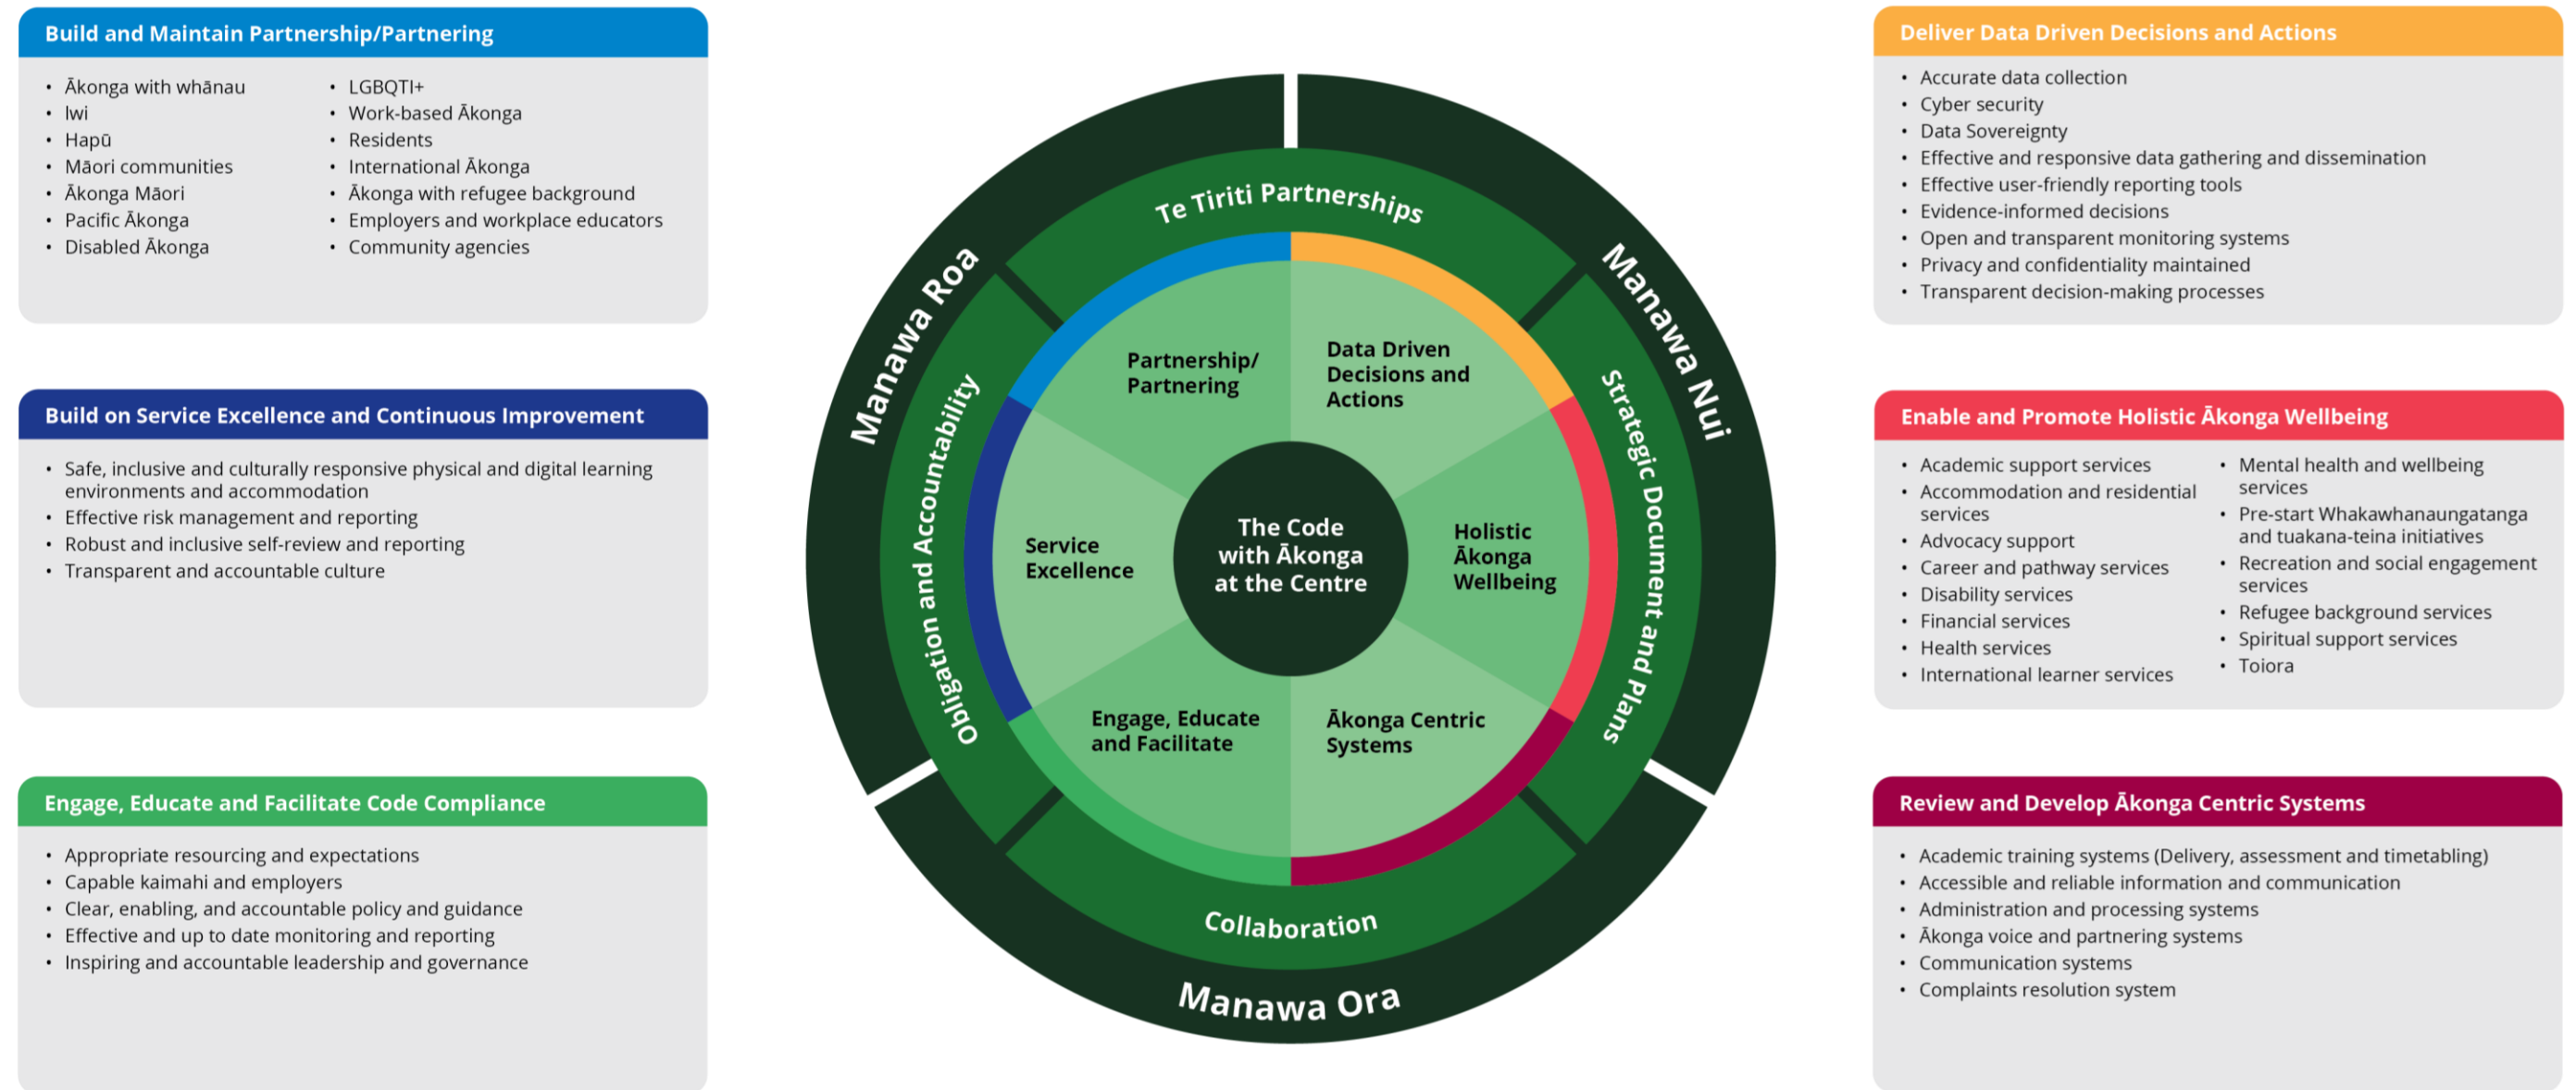 Build and Maintain Partnership/Partnering
• Ākonga with whānau
• Iwi
• Hapū
• Māori communities
• Ākonga Māori
• Pacific Ākonga
• Disabled Ākonga
• LGBQTI+
• Work-based Ākonga
• Residents
• International Ākonga
• Ākonga with refugee background
• Employers and workplace educators
• Community agencies
Build on Service Excellence and Continuous Improvement
• Safe, inclusive and culturally responsive physical and digital learning
environments and accommodation
• Effective risk management and reporting
• Robust and inclusive self-review and reporting
• Transparent and accountable culture
Engage, Educate and Facilitate Code Compliance
• Appropriate resourcing and expectations
• Capable kaimahi and employers
• Clear, enabling, and accountable policy and guidance
• Effective and up to date monitoring and reporting
• Inspiring and accountable leadership and governance
Manawa Roa
Manawa Nui
Manawa Ora
Te Tiriti Partnerships
Strategic Document and Plans
Collaboration
Obligation and Accountability
Partnership/
Partnering
Data Driven
Decisions and
Actions
Service
Excellence
The Code
with Ākonga
at the Centre
Holistic
Ākonga
Wellbeing
Engage, Educate
and Facilitate
Ākonga Centric
Systems
Deliver Data Driven Decisions and Actions
• Accurate data collection
• Cyber security
• Data Sovereignty
• Effective and responsive data gathering and dissemination
• Effective user-friendly reporting tools
• Evidence-informed decisions
• Open and transparent monitoring systems
• Privacy and confidentiality maintained
• Transparent decision-making processes
Enable and Promote Holistic Ākonga Wellbeing
• Academic support services
• Accommodation and residential
services
• Advocacy support
• Career and pathway services
• Disability services
• Financial services
• Health services
• International learner services
• Mental health and wellbeing
services
• Pre-start Whakawhanaungatanga
and tuakana-teina initiatives
• Recreation and social engagement
services
• Refugee background services
• Spiritual support services
• Toiora
Review and Develop Ākonga Centric Systems
• Academic training systems (Delivery, assessment and timetabling)
• Accessible and reliable information and communication
• Administration and processing systems
• Ākonga voice and partnering systems
• Communication systems
• Complaints resolution system